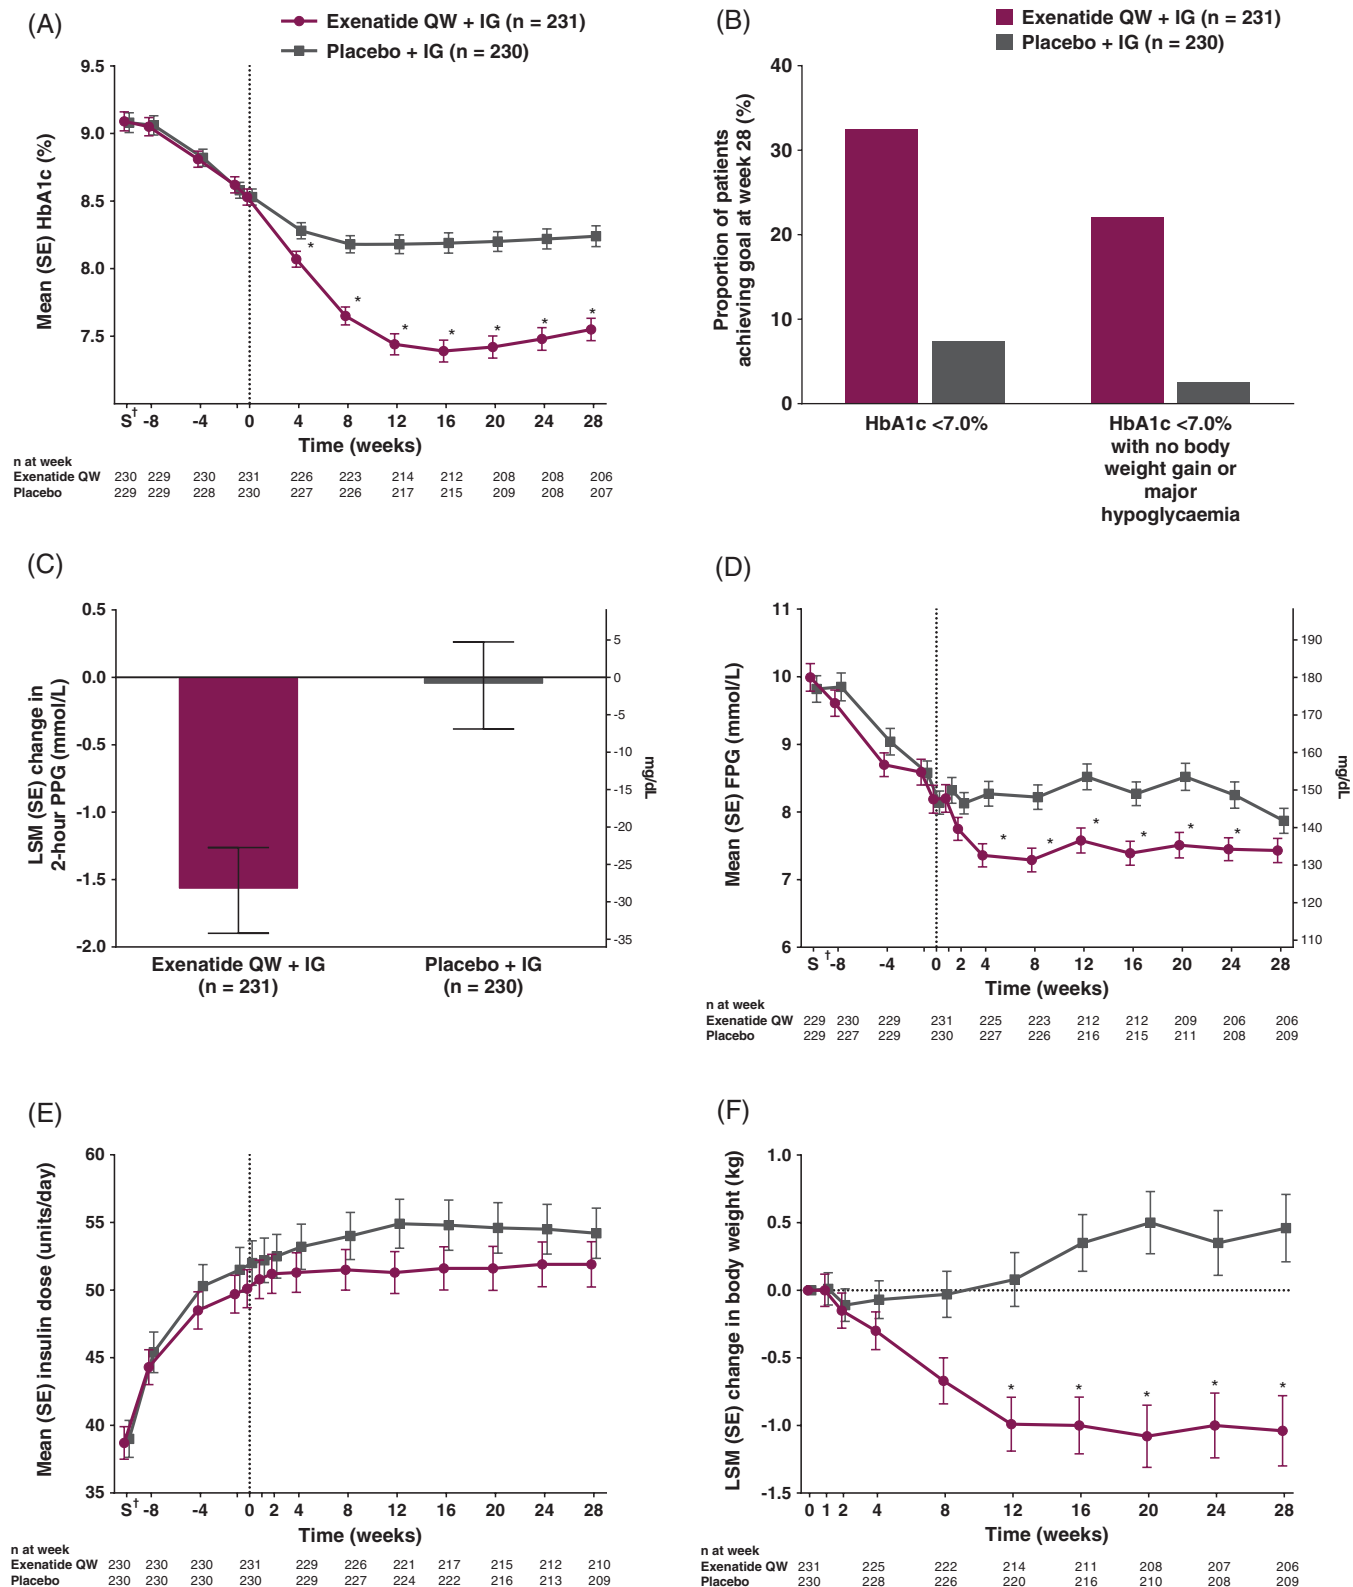 (A)
Exenatide QW + IG (n = 231)
Placebo + IG (n = 230)
Mean (SE) HbA1c (%)
9.5
9.0
8.5
8.0
7.5
* * * * * * *
S† -8 -4 0 4 8 12 16 20 24 28
Time (weeks)
n at week
Exenatide QW 230 229 230 231 226 223 214 212 208 208 206
Placebo 229 229 228 230 227 226 217 215 209 208 207
(B)
Exenatide QW + IG (n = 231)
Placebo + IG (n = 230)
Proportion of patients
achieving goal at week 28 (%)
40
30
20
10
0
HbA1c <7.0%
HbA1c <7.0%
with no body
weight gain or
major
hypoglycaemia
(C)
LSM (SE) change in
2-hour PPG (mmol/L)
0.5
0.0
-0.5
-1.0
-1.5
-2.0
5
0
-5
-10
-15
-20
-25
-30
-35
mg/dL
Exenatide QW + IG
(n = 231)
Placebo + IG
(n = 230)
(D)
Mean (SE) FPG (mmol/L)
11
10
9
8
7
6
190
180
170
160
150
140
130
120
110
mg/dL
* * * * * *
S † -8 -4 0 2 4 8 12 16 20 24 28
Time (weeks)
n at week
Exenatide QW 229 230 229 231 225 223 212 212 209 206 206
Placebo 229 227 229 230 227 226 216 215 211 208 209
(E)
Mean (SE) insulin dose (units/day)
60
55
50
45
40
35
S† -8 -4 0 2 4 8 12 16 20 24 28
Time (weeks)
n at week
Exenatide QW 230 230 230 231 229 226 221 217 215 212 210
Placebo 230 230 230 230 229 227 224 222 216 213 209
(F)
LSM (SE) change in body weight (kg)
1.0
0.5
0.0
-0.5
-1.0
-1.5
* * * * *
0 1 2 4 8 12 16 20 24 28
Time (weeks)
n at week
Exenatide QW 231 225 222 214 211 208 207 206
Placebo 230 228 226 220 216 210 208 209